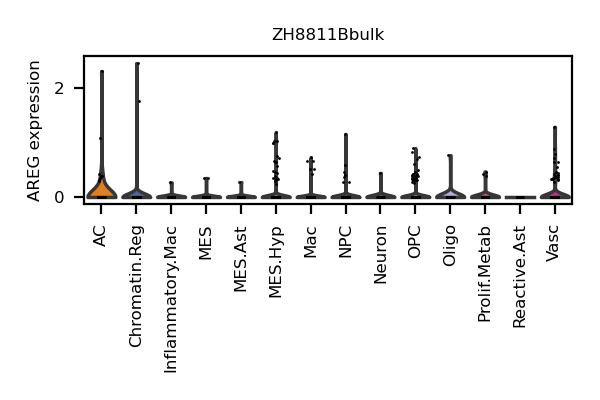 ZH8811Bbulk
AREG expression
2
0
AC
Chromatin.Reg
Inflammatory.Mac
MES
MES.Ast
MES.Hyp
Mac
NPC
Neuron
OPC
Oligo
Prolif.Metab
Reactive.Ast
Vasc